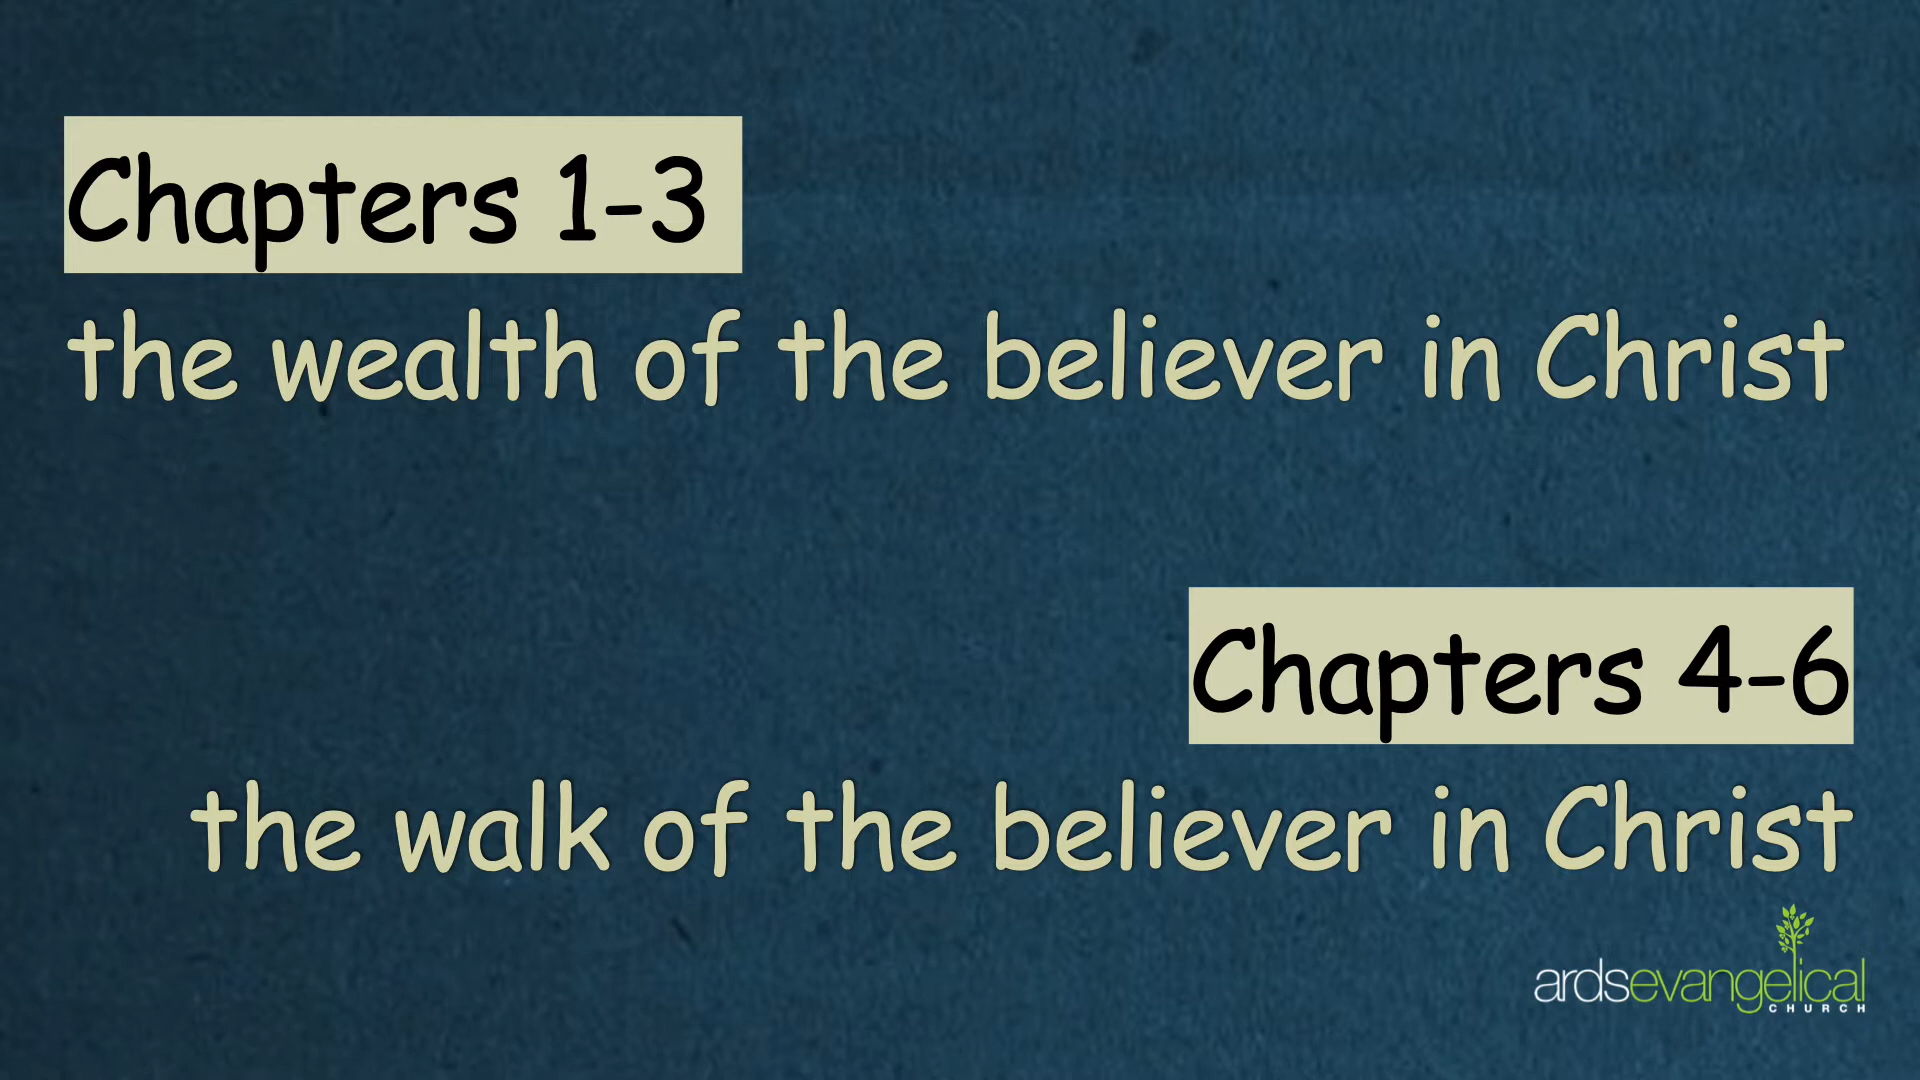 Chapters 1-3
the wealth of the believer in Christ
Chapters 4-6
the walk of the believer in Christ
ardsevangelical
CHURCH